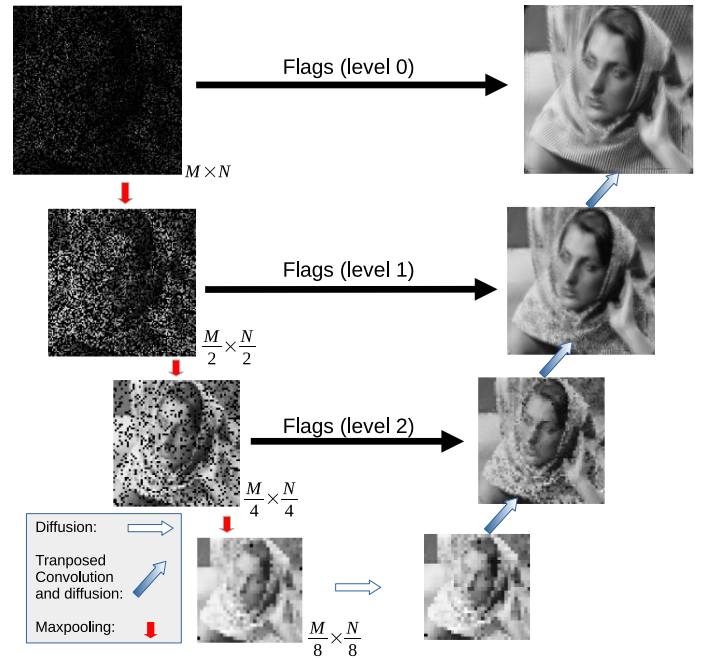 Flags (level 0)
M×N
Flags (level 1)
M/2 × N/2
Flags (level 2)
M/4 × N/4
Diffusion:
Tranposed
Convolution
and diffusion:
Maxpooling:
M/8 × N/8